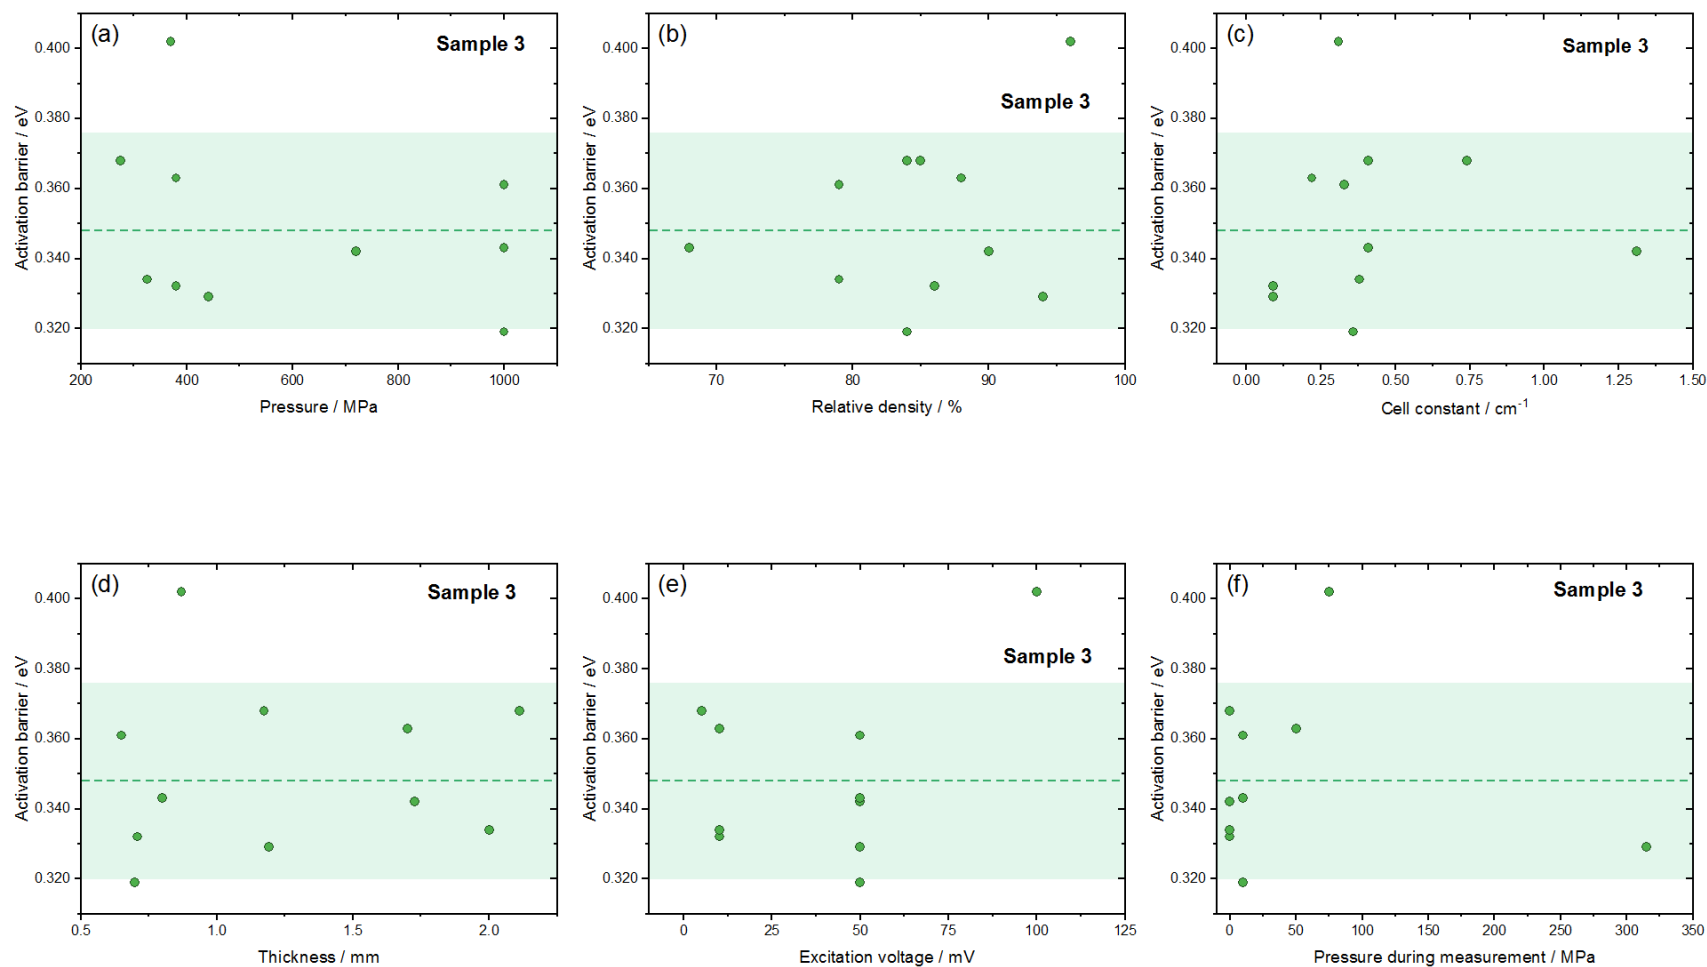 (a)
Sample 3
0.400
0.380
0.360
0.340
0.320
Activation barrier / eV
200 400 600 800 1000
Pressure / MPa
(b)
Sample 3
0.400
0.380
0.360
0.340
0.320
Activation barrier / eV
70 80 90 100
Relative density / %
(c)
Sample 3
0.400
0.380
0.360
0.340
0.320
Activation barrier / eV
0.00 0.25 0.50 0.75 1.00 1.25 1.50
Cell constant / cm⁻¹
(d)
Sample 3
0.400
0.380
0.360
0.340
0.320
Activation barrier / eV
0.5 1.0 1.5 2.0
Thickness / mm
(e)
Sample 3
0.400
0.380
0.360
0.340
0.320
Activation barrier / eV
0 25 50 75 100 125
Excitation voltage / mV
(f)
Sample 3
0.400
0.380
0.360
0.340
0.320
Activation barrier / eV
0 50 100 150 200 250 300 350
Pressure during measurement / MPa